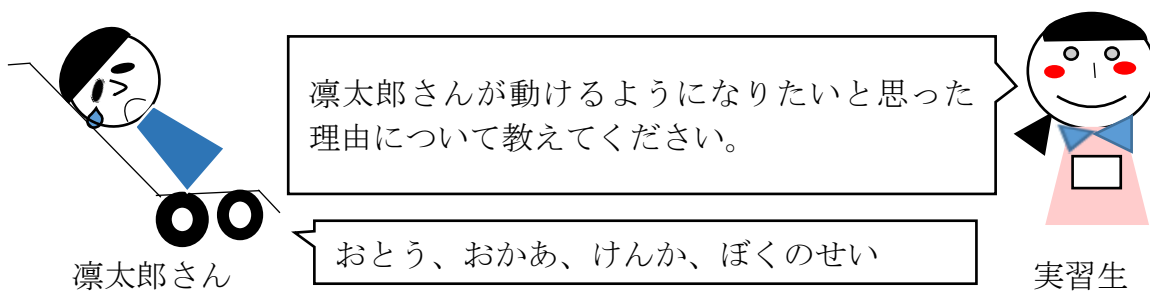 凛太郎さんが動けるようになりたいと思った
理由について教えてください。
おとう、おかあ、けんか、ぼくのせい
凛太郎さん
実習生